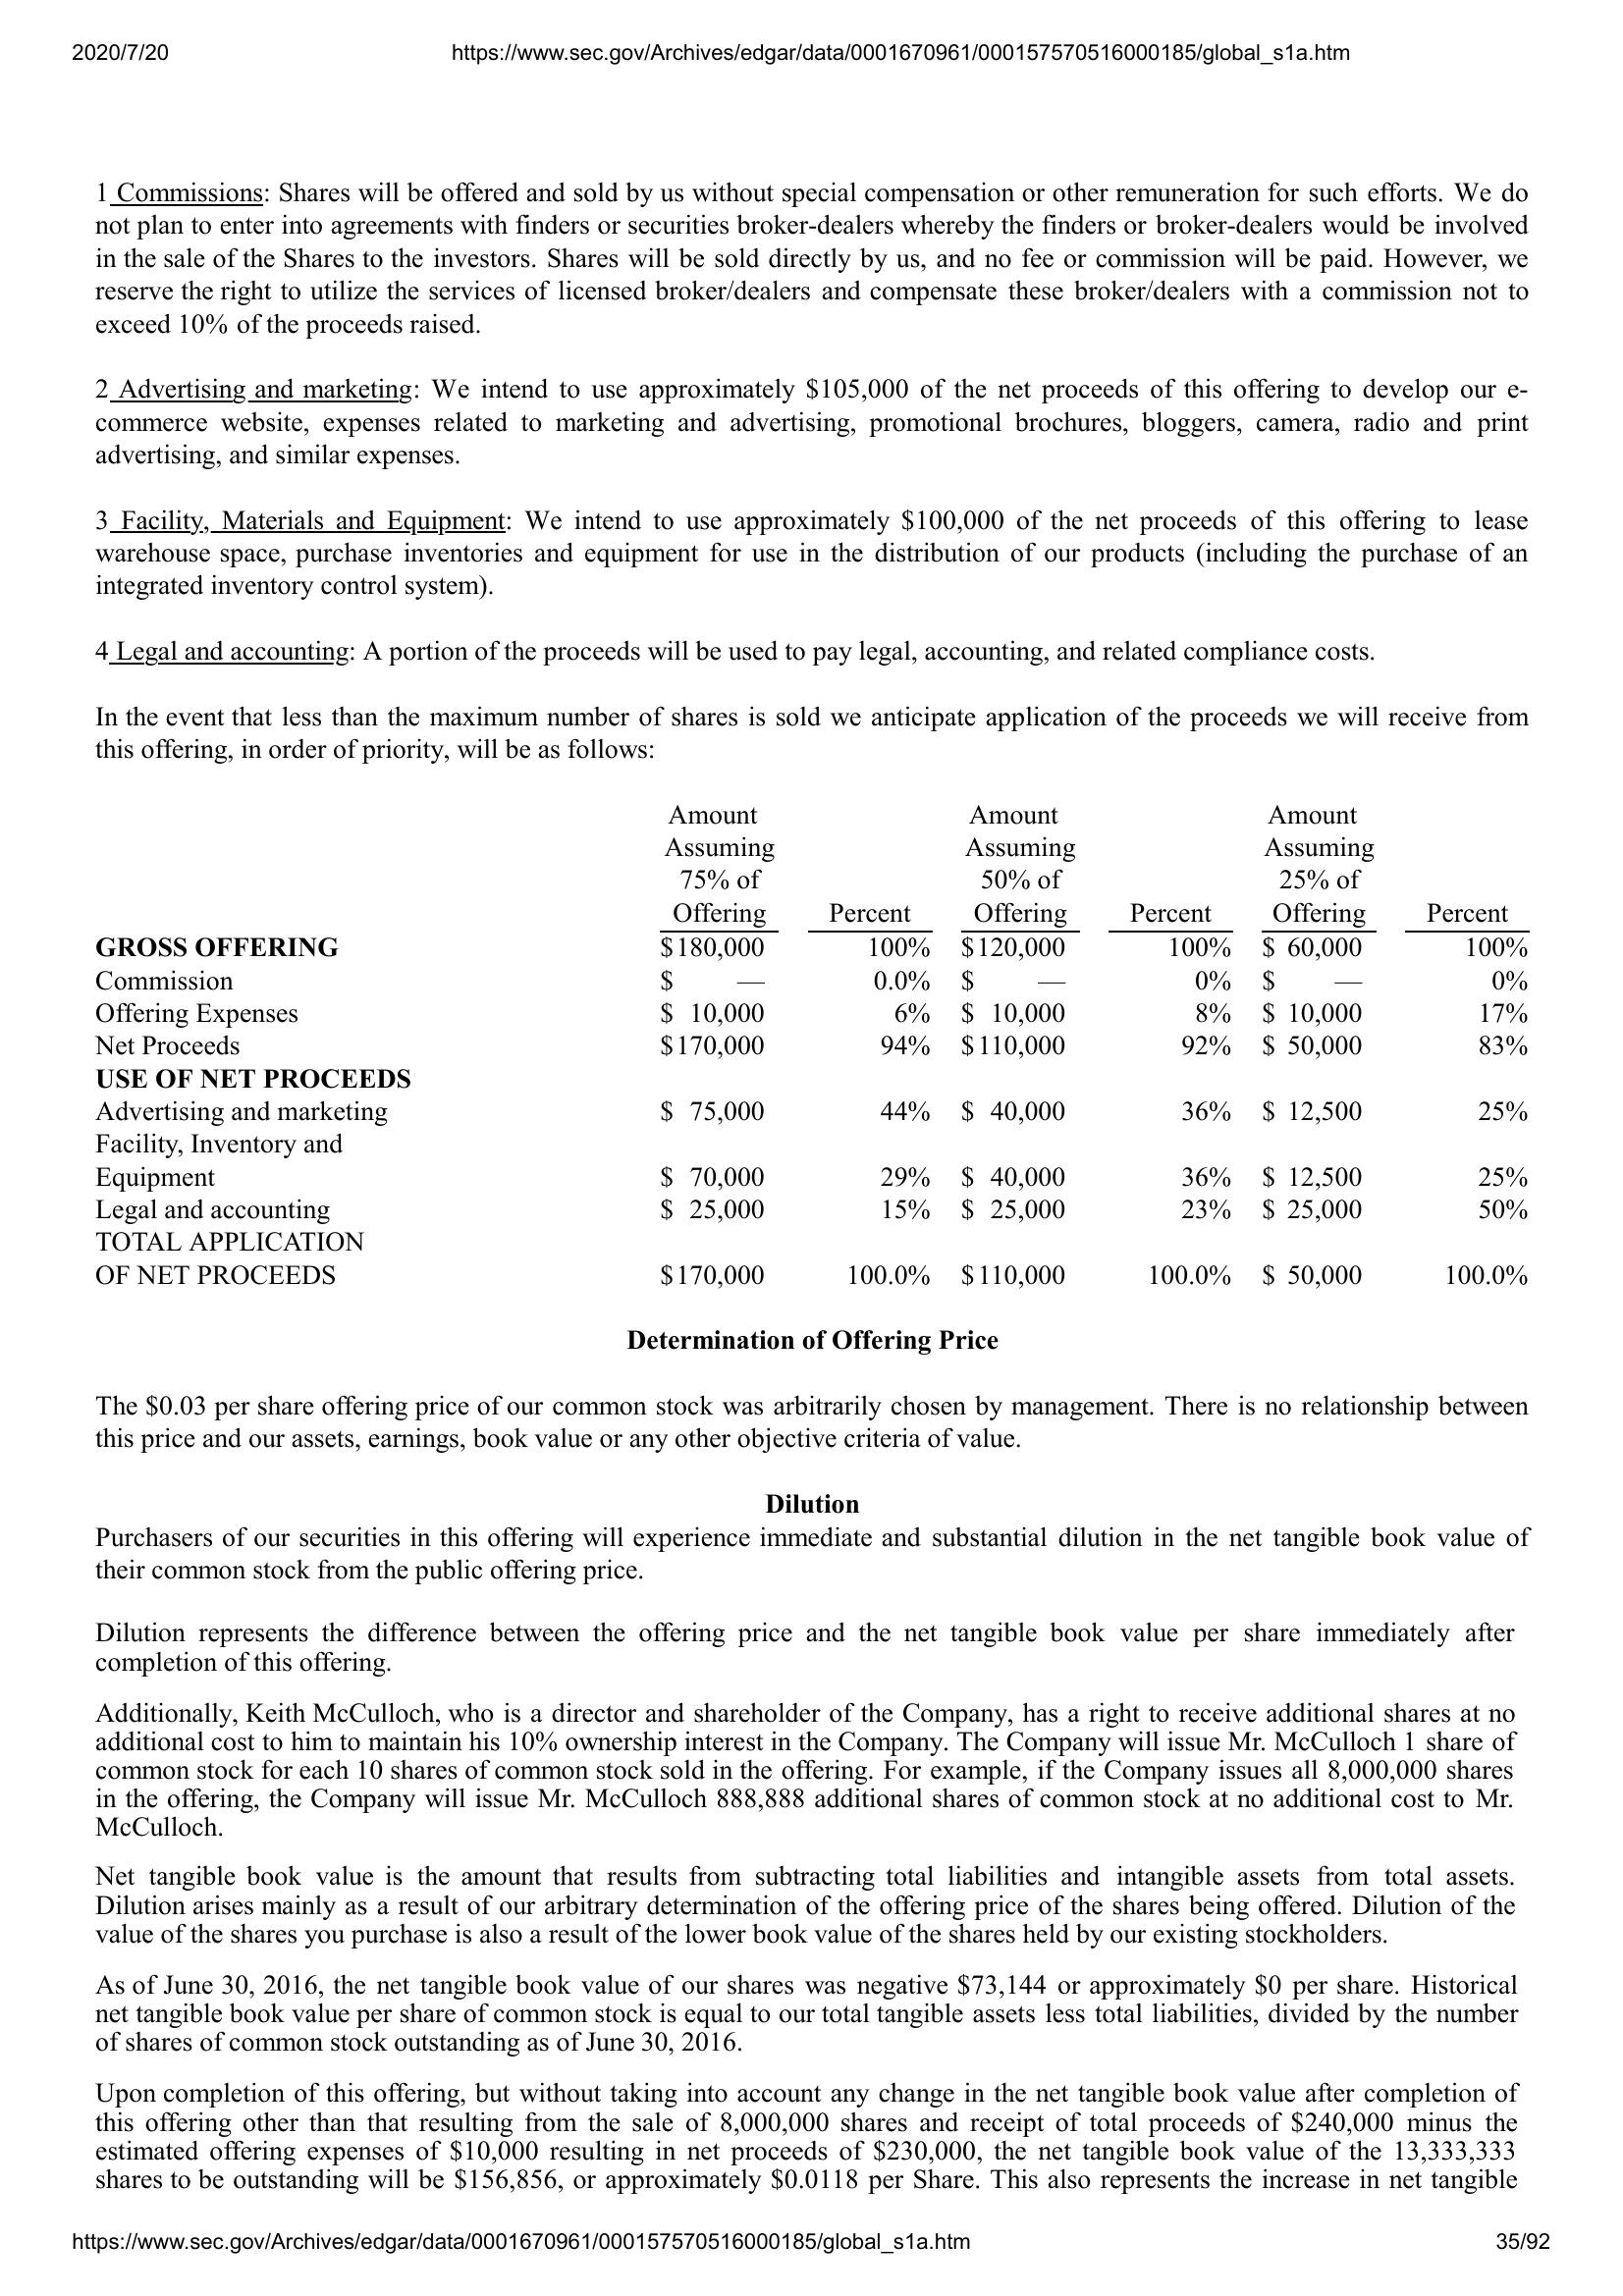 2020/7/20 https://www.sec.gov/Archives/edgar/data/0001670961/000157570516000185/global_s1a.htm
1 Commissions: Shares will be offered and sold by us without special compensation or other remuneration for such efforts. We do
not plan to enter into agreements with finders or securities broker-dealers whereby the finders or broker-dealers would be involved
in the sale of the Shares to the investors. Shares will be sold directly by us, and no fee or commission will be paid. However, we
reserve the right to utilize the services of licensed broker/dealers and compensate these broker/dealers with a commission not to
exceed 10% of the proceeds raised.
2 Advertising and marketing: We intend to use approximately $105,000 of the net proceeds of this offering to develop our e-
commerce website, expenses related to marketing and advertising, promotional brochures, bloggers, camera, radio and print
advertising, and similar expenses.
3 Facility, Materials and Equipment: We intend to use approximately $100,000 of the net proceeds of this offering to lease
warehouse space, purchase inventories and equipment for use in the distribution of our products (including the purchase of an
integrated inventory control system).
4 Legal and accounting: A portion of the proceeds will be used to pay legal, accounting, and related compliance costs.
In the event that less than the maximum number of shares is sold we anticipate application of the proceeds we will receive from
this offering, in order of priority, will be as follows:
Amount Amount Amount
Assuming Assuming Assuming
75% of 50% of 25% of
Offering Percent Offering Percent Offering Percent
GROSS OFFERING $180,000 100% $120,000 100% $ 60,000 100%
Commission $ — 0.0% $ — 0% $ — 0%
Offering Expenses $ 10,000 6% $ 10,000 8% $ 10,000 17%
Net Proceeds $170,000 94% $110,000 92% $ 50,000 83%
USE OF NET PROCEEDS
Advertising and marketing $ 75,000 44% $ 40,000 36% $ 12,500 25%
Facility, Inventory and
Equipment $ 70,000 29% $ 40,000 36% $ 12,500 25%
Legal and accounting $ 25,000 15% $ 25,000 23% $ 25,000 50%
TOTAL APPLICATION
OF NET PROCEEDS $170,000 100.0% $110,000 100.0% $ 50,000 100.0%
Determination of Offering Price
The $0.03 per share offering price of our common stock was arbitrarily chosen by management. There is no relationship between
this price and our assets, earnings, book value or any other objective criteria of value.
Dilution
Purchasers of our securities in this offering will experience immediate and substantial dilution in the net tangible book value of
their common stock from the public offering price.
Dilution represents the difference between the offering price and the net tangible book value per share immediately after
completion of this offering.
Additionally, Keith McCulloch, who is a director and shareholder of the Company, has a right to receive additional shares at no
additional cost to him to maintain his 10% ownership interest in the Company. The Company will issue Mr. McCulloch 1 share of
common stock for each 10 shares of common stock sold in the offering. For example, if the Company issues all 8,000,000 shares
in the offering, the Company will issue Mr. McCulloch 888,888 additional shares of common stock at no additional cost to Mr.
McCulloch.
Net tangible book value is the amount that results from subtracting total liabilities and intangible assets from total assets.
Dilution arises mainly as a result of our arbitrary determination of the offering price of the shares being offered. Dilution of the
value of the shares you purchase is also a result of the lower book value of the shares held by our existing stockholders.
As of June 30, 2016, the net tangible book value of our shares was negative $73,144 or approximately $0 per share. Historical
net tangible book value per share of common stock is equal to our total tangible assets less total liabilities, divided by the number
of shares of common stock outstanding as of June 30, 2016.
Upon completion of this offering, but without taking into account any change in the net tangible book value after completion of
this offering other than that resulting from the sale of 8,000,000 shares and receipt of total proceeds of $240,000 minus the
estimated offering expenses of $10,000 resulting in net proceeds of $230,000, the net tangible book value of the 13,333,333
shares to be outstanding will be $156,856, or approximately $0.0118 per Share. This also represents the increase in net tangible
https://www.sec.gov/Archives/edgar/data/0001670961/000157570516000185/global_s1a.htm 35/92